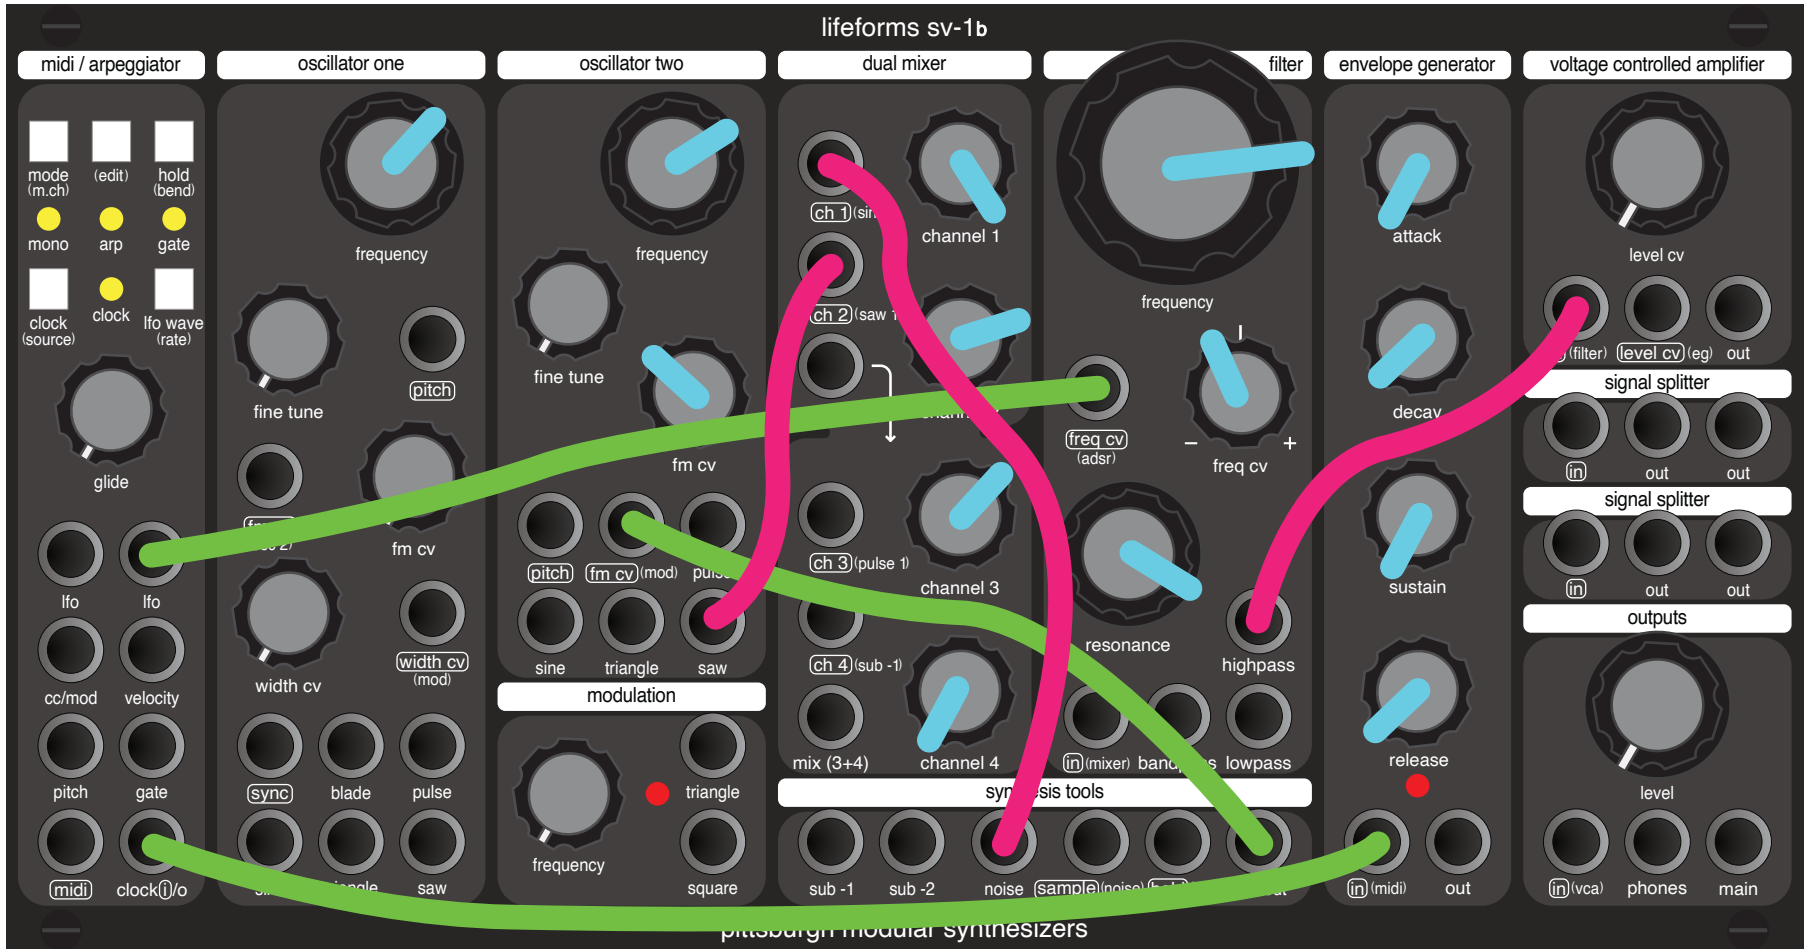 lifeforms sv-1b
midi / arpeggiator
oscillator one
oscillator two
dual mixer
filter
envelope generator
voltage controlled amplifier
mode
(m.ch)
(edit)
hold
(bend)
mono
arp
gate
clock
(source)
clock
lfo wave
(rate)
glide
lfo
lfo
cc/mod
velocity
pitch
gate
midi
clock i/o
frequency
fine tune
pitch
fm cv
width cv
width cv
(mod)
sync
blade
pulse
saw
frequency
fine tune
fm cv
pitch
fm cv (mod)
sine
triangle
saw
modulation
frequency
triangle
square
ch 1
channel 1
ch 2 (saw
ch 3 (pulse 1)
channel 3
ch 4 (sub -1)
mix (3+4)
channel 4
frequency
freq cv
(adsr)
− +
freq cv
resonance
highpass
in (mixer)
lowpass
synthesis tools
sub -1
sub -2
noise
sample (noise)
attack
decay
sustain
release
in (midi)
out
level cv
(filter)
level cv (eg)
out
signal splitter
in
out
out
signal splitter
in
out
out
outputs
level
in (vca)
phones
main
pittsburgh modular synthesizers